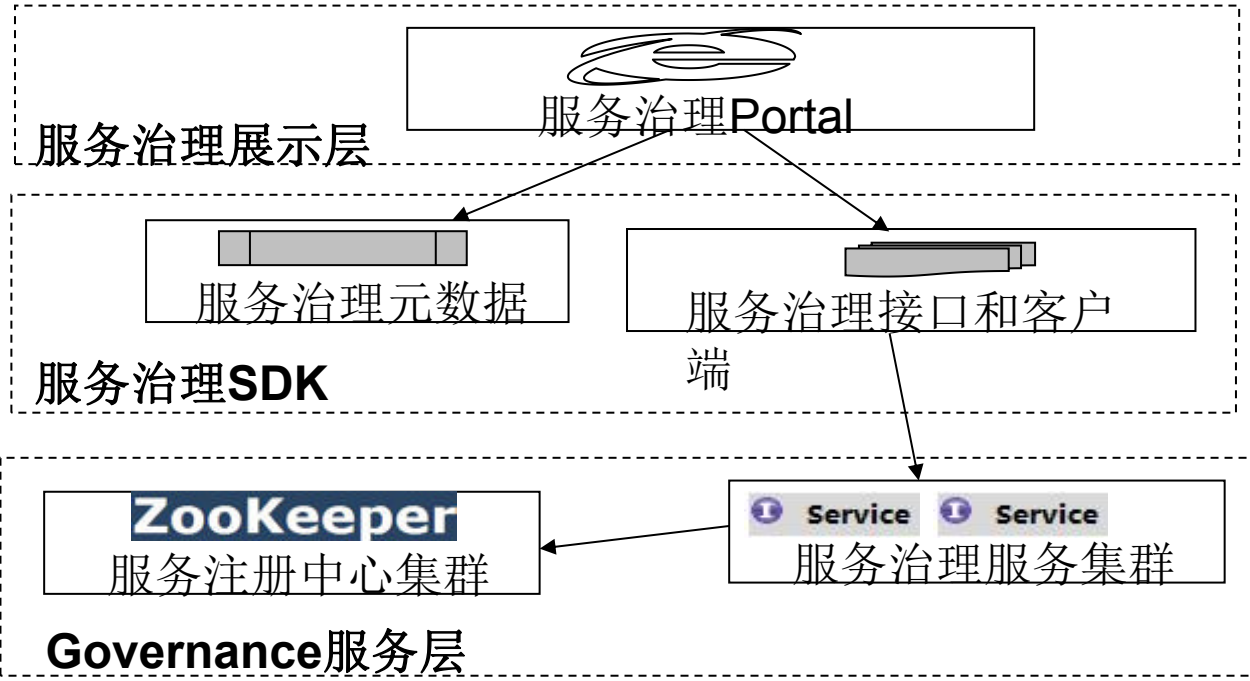 服务治理Portal
服务治理展示层
服务治理元数据
服务治理接口和客户
端
服务治理SDK
ZooKeeper
服务注册中心集群
Service
Service
服务治理服务集群
Governance服务层